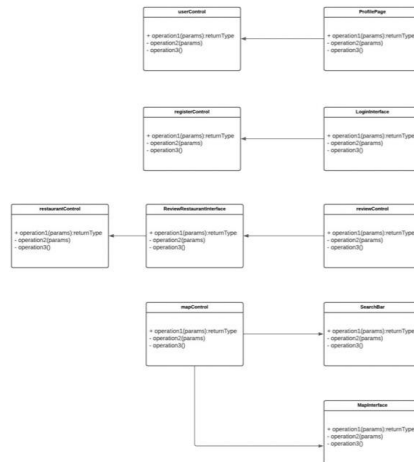 userControl
+ operation1(params):returnType
- operation2(params)
- operation3()
ProfilePage
+ operation1(params):returnType
- operation2(params)
- operation3()
registerControl
+ operation1(params):returnType
- operation2(params)
- operation3()
LoginInterface
+ operation1(params):returnType
- operation2(params)
- operation3()
restaurantControl
+ operation1(params):returnType
- operation2(params)
- operation3()
ReviewRestaurantInterface
+ operation1(params):returnType
- operation2(params)
- operation3()
reviewControl
+ operation1(params):returnType
- operation2(params)
- operation3()
mapControl
+ operation1(params):returnType
- operation2(params)
- operation3()
SearchBar
+ operation1(params):returnType
- operation2(params)
- operation3()
MapInterface
+ operation1(params):returnType
- operation2(params)
- operation3()